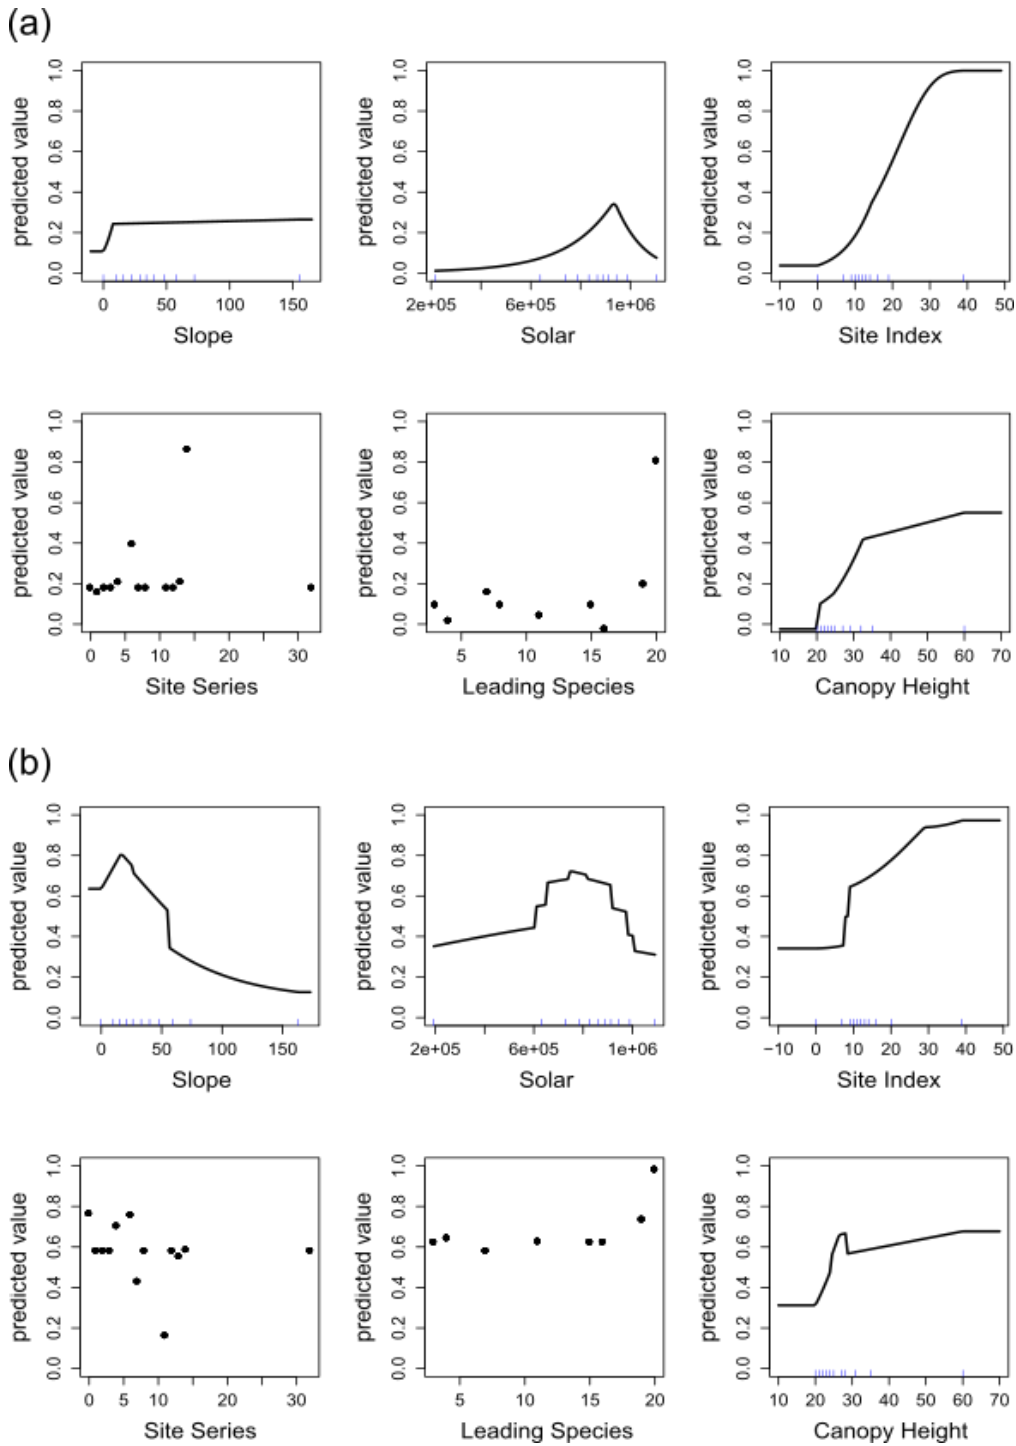 (a)
predicted value
0.0 0.2 0.4 0.6 0.8 1.0
0 50 100 150
Slope
predicted value
0.0 0.2 0.4 0.6 0.8 1.0
2e+05 6e+05 1e+06
Solar
predicted value
0.0 0.2 0.4 0.6 0.8 1.0
−10 0 10 20 30 40 50
Site Index
predicted value
0.0 0.2 0.4 0.6 0.8 1.0
0 5 10 15 20 30
Site Series
predicted value
0.0 0.2 0.4 0.6 0.8 1.0
5 10 15 20
Leading Species
predicted value
0.0 0.2 0.4 0.6 0.8 1.0
10 20 30 40 50 60 70
Canopy Height
(b)
predicted value
0.0 0.2 0.4 0.6 0.8 1.0
0 50 100 150
Slope
predicted value
0.0 0.2 0.4 0.6 0.8 1.0
2e+05 6e+05 1e+06
Solar
predicted value
0.0 0.2 0.4 0.6 0.8 1.0
−10 0 10 20 30 40 50
Site Index
predicted value
0.0 0.2 0.4 0.6 0.8 1.0
0 5 10 20 30
Site Series
predicted value
0.0 0.2 0.4 0.6 0.8 1.0
5 10 15 20
Leading Species
predicted value
0.0 0.2 0.4 0.6 0.8 1.0
10 20 30 40 50 60 70
Canopy Height